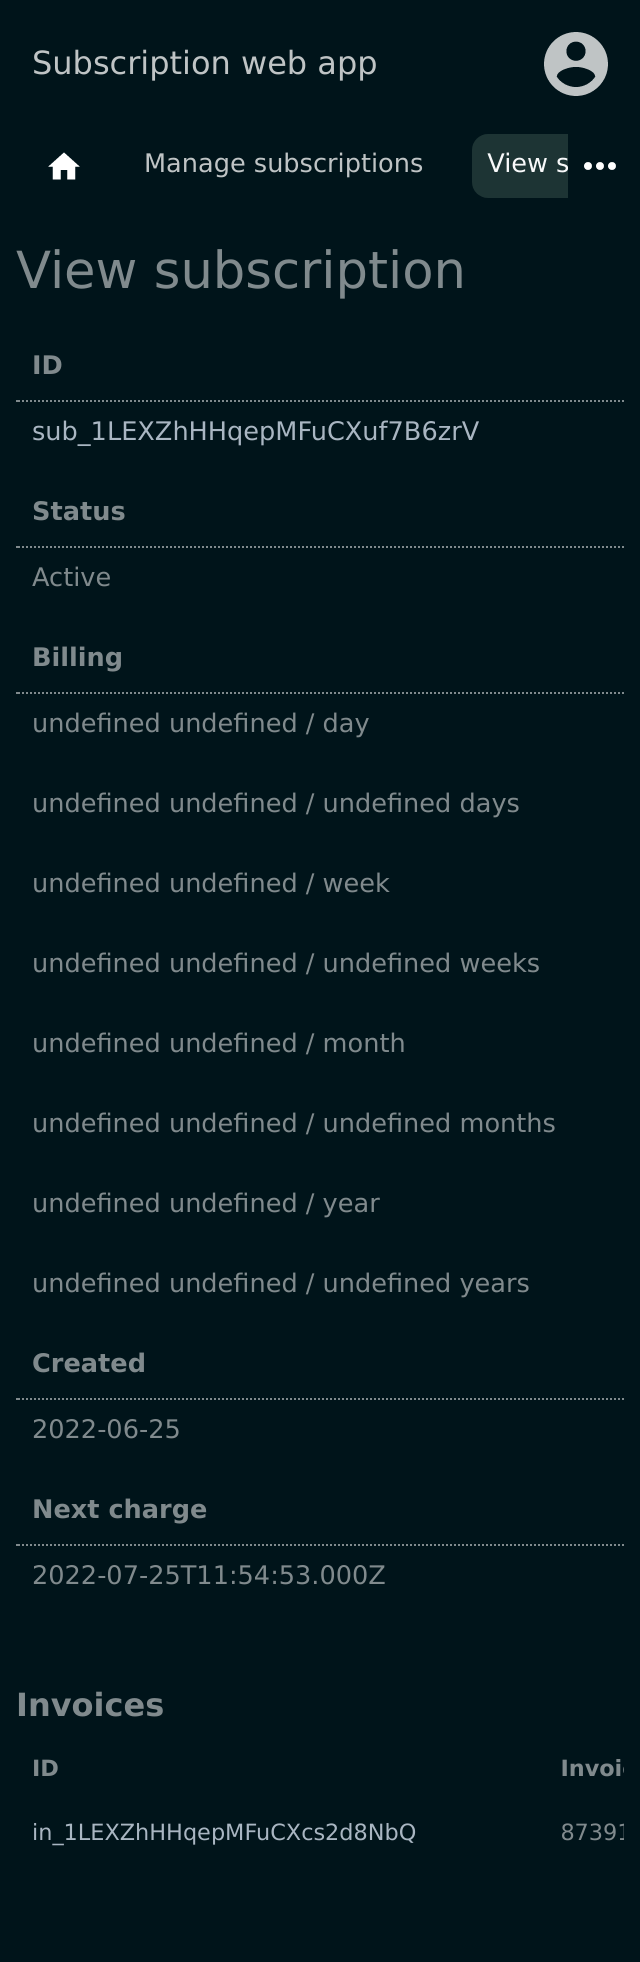 Subscription web app
Manage subscriptions
View s
View subscription
ID
sub_1LEXZhHHqepMFuCXuf7B6zrV
Status
Active
Billing
undefined undefined / day
undefined undefined / undefined days
undefined undefined / week
undefined undefined / undefined weeks
undefined undefined / month
undefined undefined / undefined months
undefined undefined / year
undefined undefined / undefined years
Created
2022-06-25
Next charge
2022-07-25T11:54:53.000Z
Invoices
ID Invoi
in_1LEXZhHHqepMFuCXcs2d8NbQ 87391